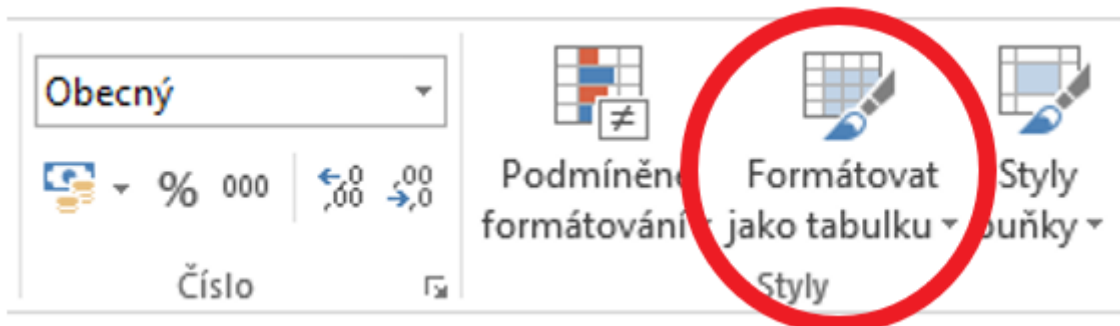 Obecný
% 000 ,0 ,00 ,00 ,0
Číslo
≠
Podmíněné
formátování
Formátovat
jako tabulku
Styly
buňky
Styly